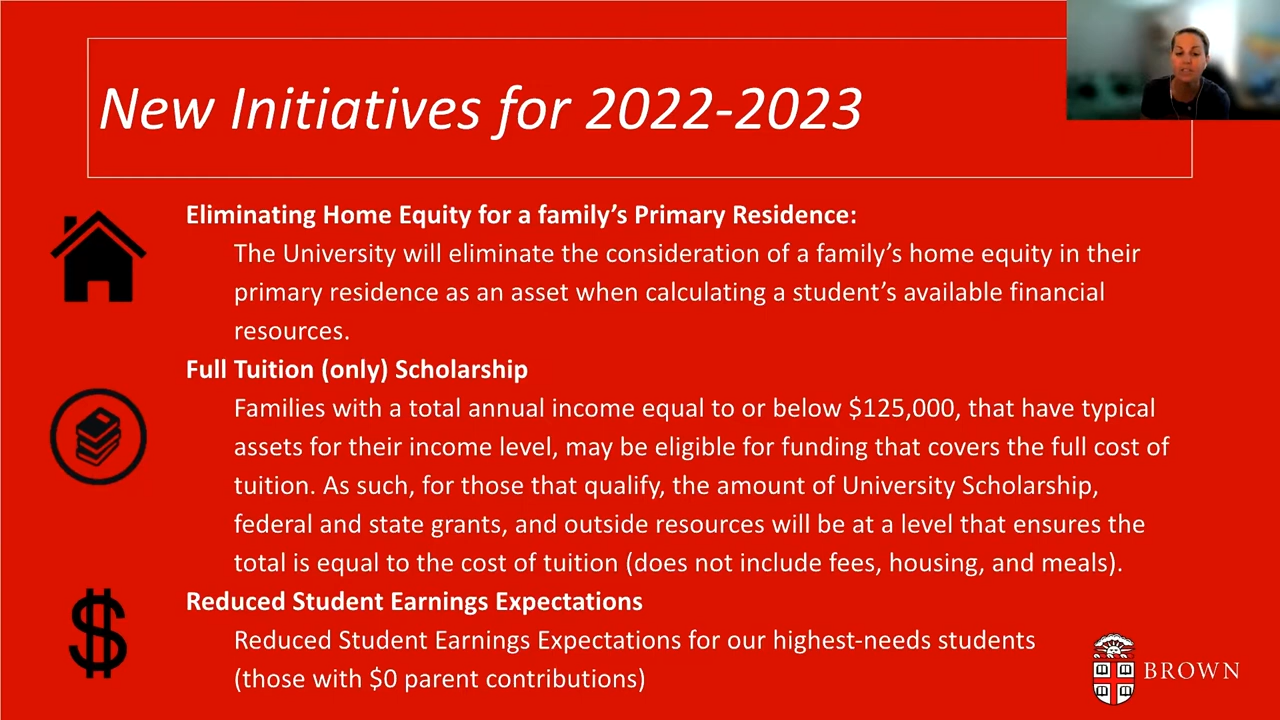 New Initiatives for 2022-2023
Eliminating Home Equity for a family's Primary Residence:
The University will eliminate the consideration of a family's home equity in their
primary residence as an asset when calculating a student's available financial
resources.
Full Tuition (only) Scholarship
Families with a total annual income equal to or below $125,000, that have typical
assets for their income level, may be eligible for funding that covers the full cost of
tuition. As such, for those that qualify, the amount of University Scholarship,
federal and state grants, and outside resources will be at a level that ensures the
total is equal to the cost of tuition (does not include fees, housing, and meals).
Reduced Student Earnings Expectations
Reduced Student Earnings Expectations for our highest-needs students
(those with $0 parent contributions)
BROWN